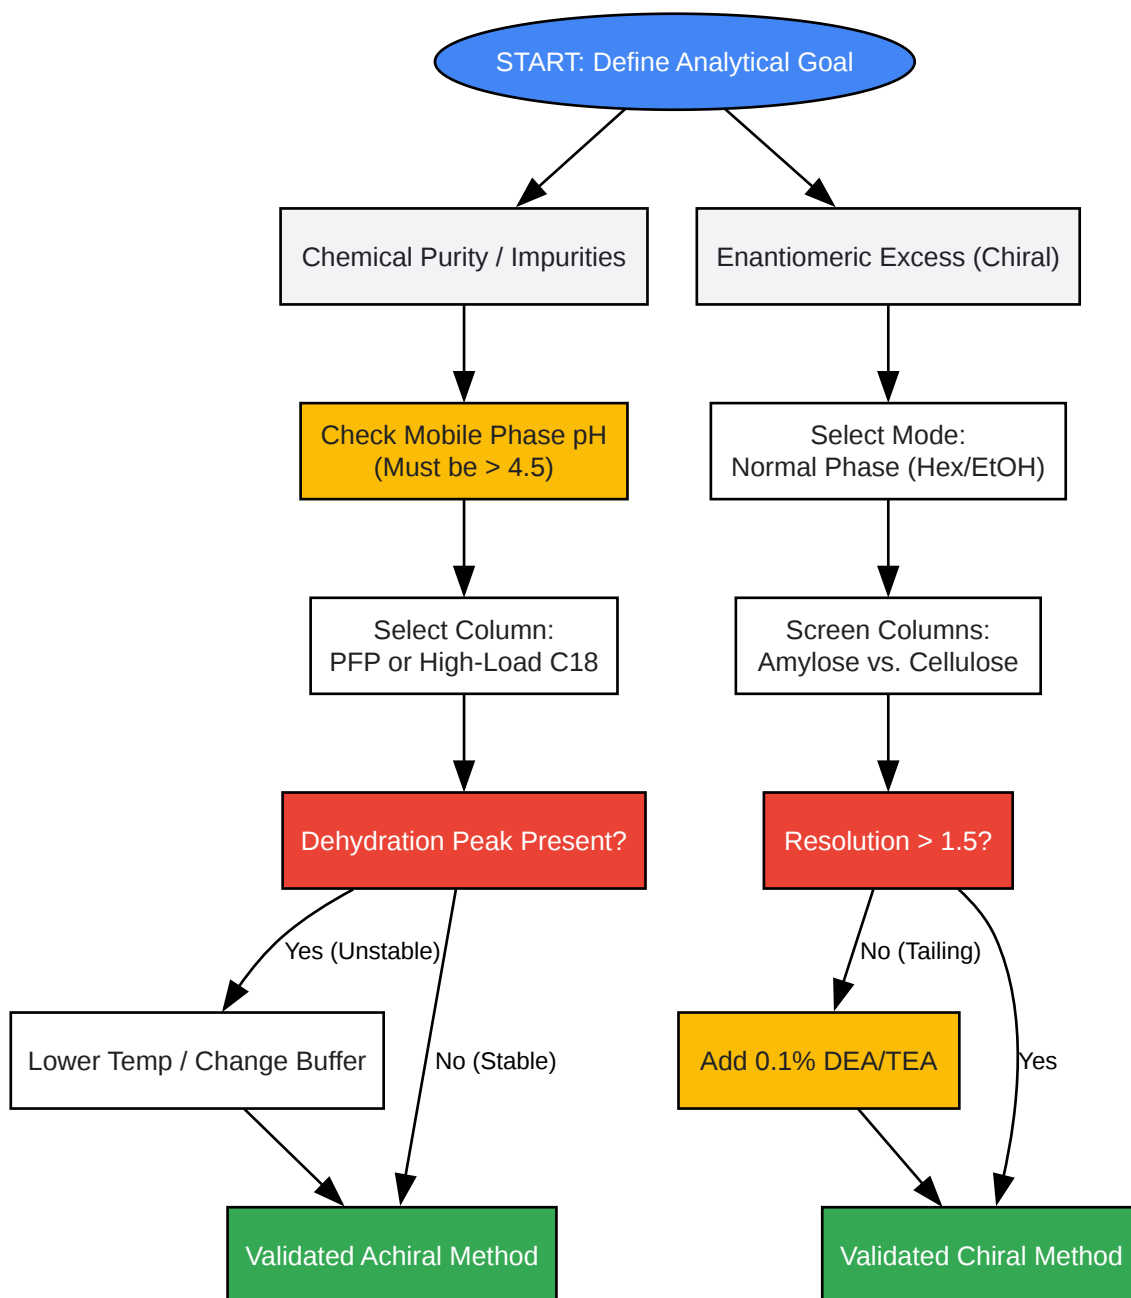 START: Define Analytical Goal
Chemical Purity / Impurities
Enantiomeric Excess (Chiral)
Check Mobile Phase pH
(Must be > 4.5)
Select Mode:
Normal Phase (Hex/EtOH)
Select Column:
PFP or High-Load C18
Screen Columns:
Amylose vs. Cellulose
Dehydration Peak Present?
Resolution > 1.5?
Yes (Unstable)
No (Tailing)
Lower Temp / Change Buffer
No (Stable)
Add 0.1% DEA/TEA
Yes
Validated Achiral Method
Validated Chiral Method